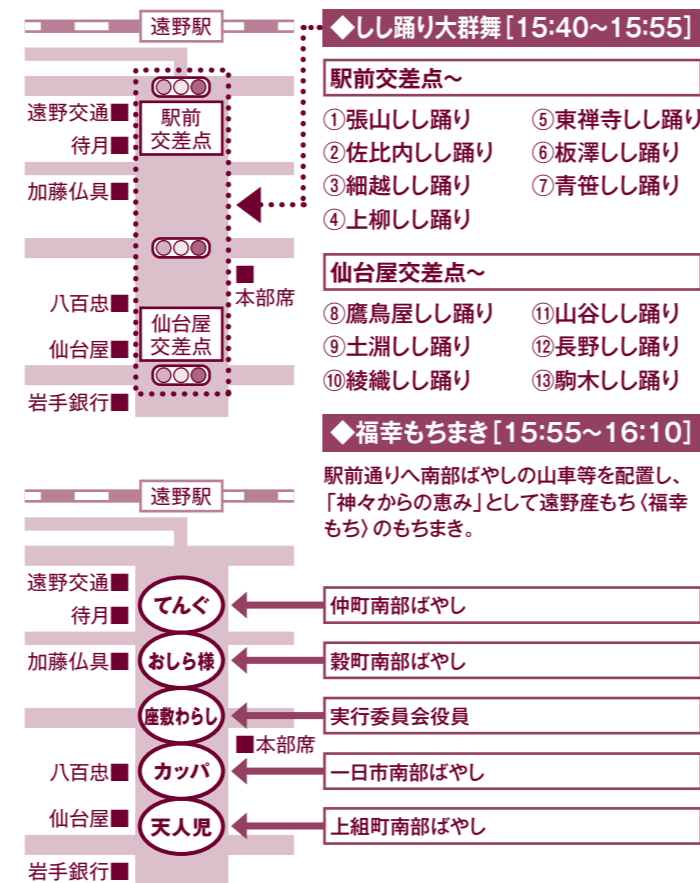 遠野駅
遠野交通■
待月■
加藤仏具■
八百忠■
仙台屋■
岩手銀行■
駅前
交差点
仙台屋
交差点
■
本部席
◆しし踊り大群舞[15:40〜15:55]
駅前交差点〜
①張山しし踊り
②佐比内しし踊り
③細越しし踊り
④上柳しし踊り
⑤東禅寺しし踊り
⑥板澤しし踊り
⑦青笹しし踊り
仙台屋交差点〜
⑧鷹鳥屋しし踊り
⑨土淵しし踊り
⑩綾織しし踊り
⑪山谷しし踊り
⑫長野しし踊り
⑬駒木しし踊り
◆福幸もちまき[15:55〜16:10]
駅前通りへ南部ばやしの山車等を配置し、
「神々からの恵み」として遠野産もち〈福幸
もち〉のもちまき。
遠野駅
遠野交通■
待月■
加藤仏具■
八百忠■
仙台屋■
岩手銀行■
■本部席
てんぐ
仲町南部ばやし
おしら様
穀町南部ばやし
座敷わらし
実行委員会役員
カッパ
一日市南部ばやし
天人児
上組町南部ばやし